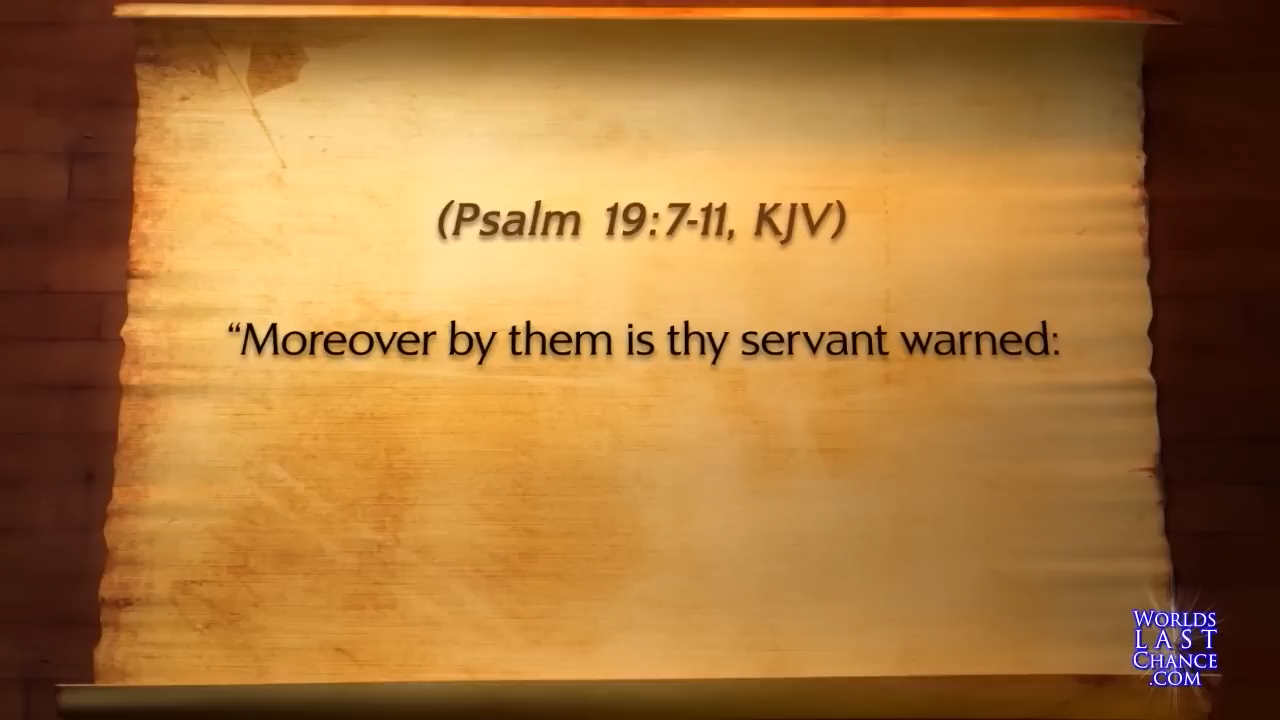 (Psalm 19:7-11, KJV)
“Moreover by them is thy servant warned:
WORLDS
LAST
CHANCE
.COM